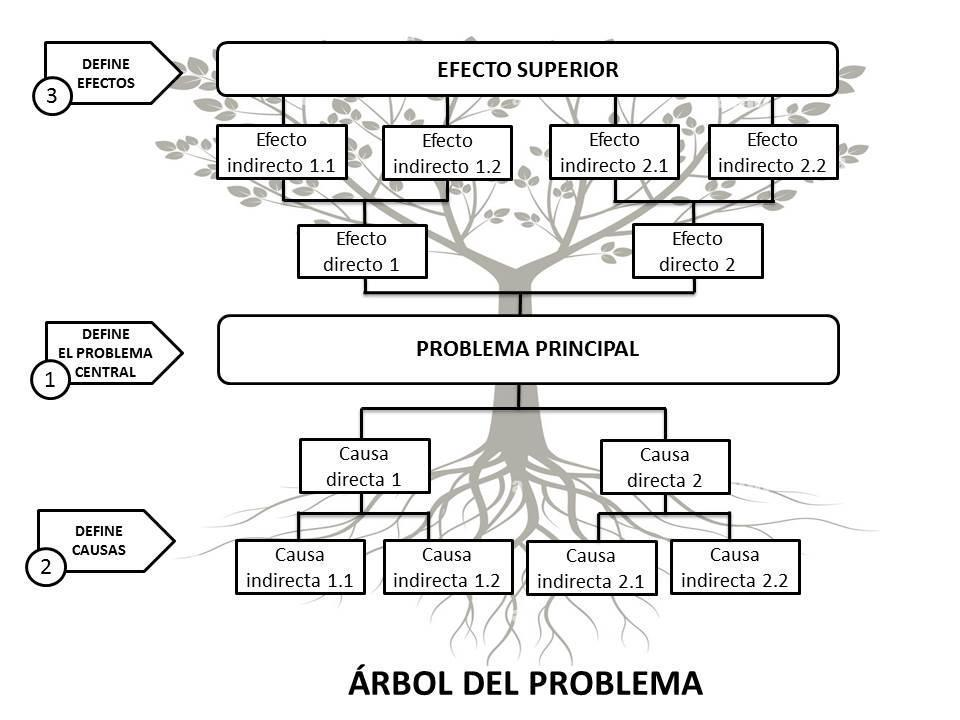 DEFINE
EFECTOS
3
EFECTO SUPERIOR
Efecto
indirecto 1.1
Efecto
indirecto 1.2
Efecto
indirecto 2.1
Efecto
indirecto 2.2
Efecto
directo 1
Efecto
directo 2
DEFINE
EL PROBLEMA
CENTRAL
1
PROBLEMA PRINCIPAL
Causa
directa 1
Causa
directa 2
DEFINE
CAUSAS
2
Causa
indirecta 1.1
Causa
indirecta 1.2
Causa
indirecta 2.1
Causa
indirecta 2.2
ÁRBOL DEL PROBLEMA